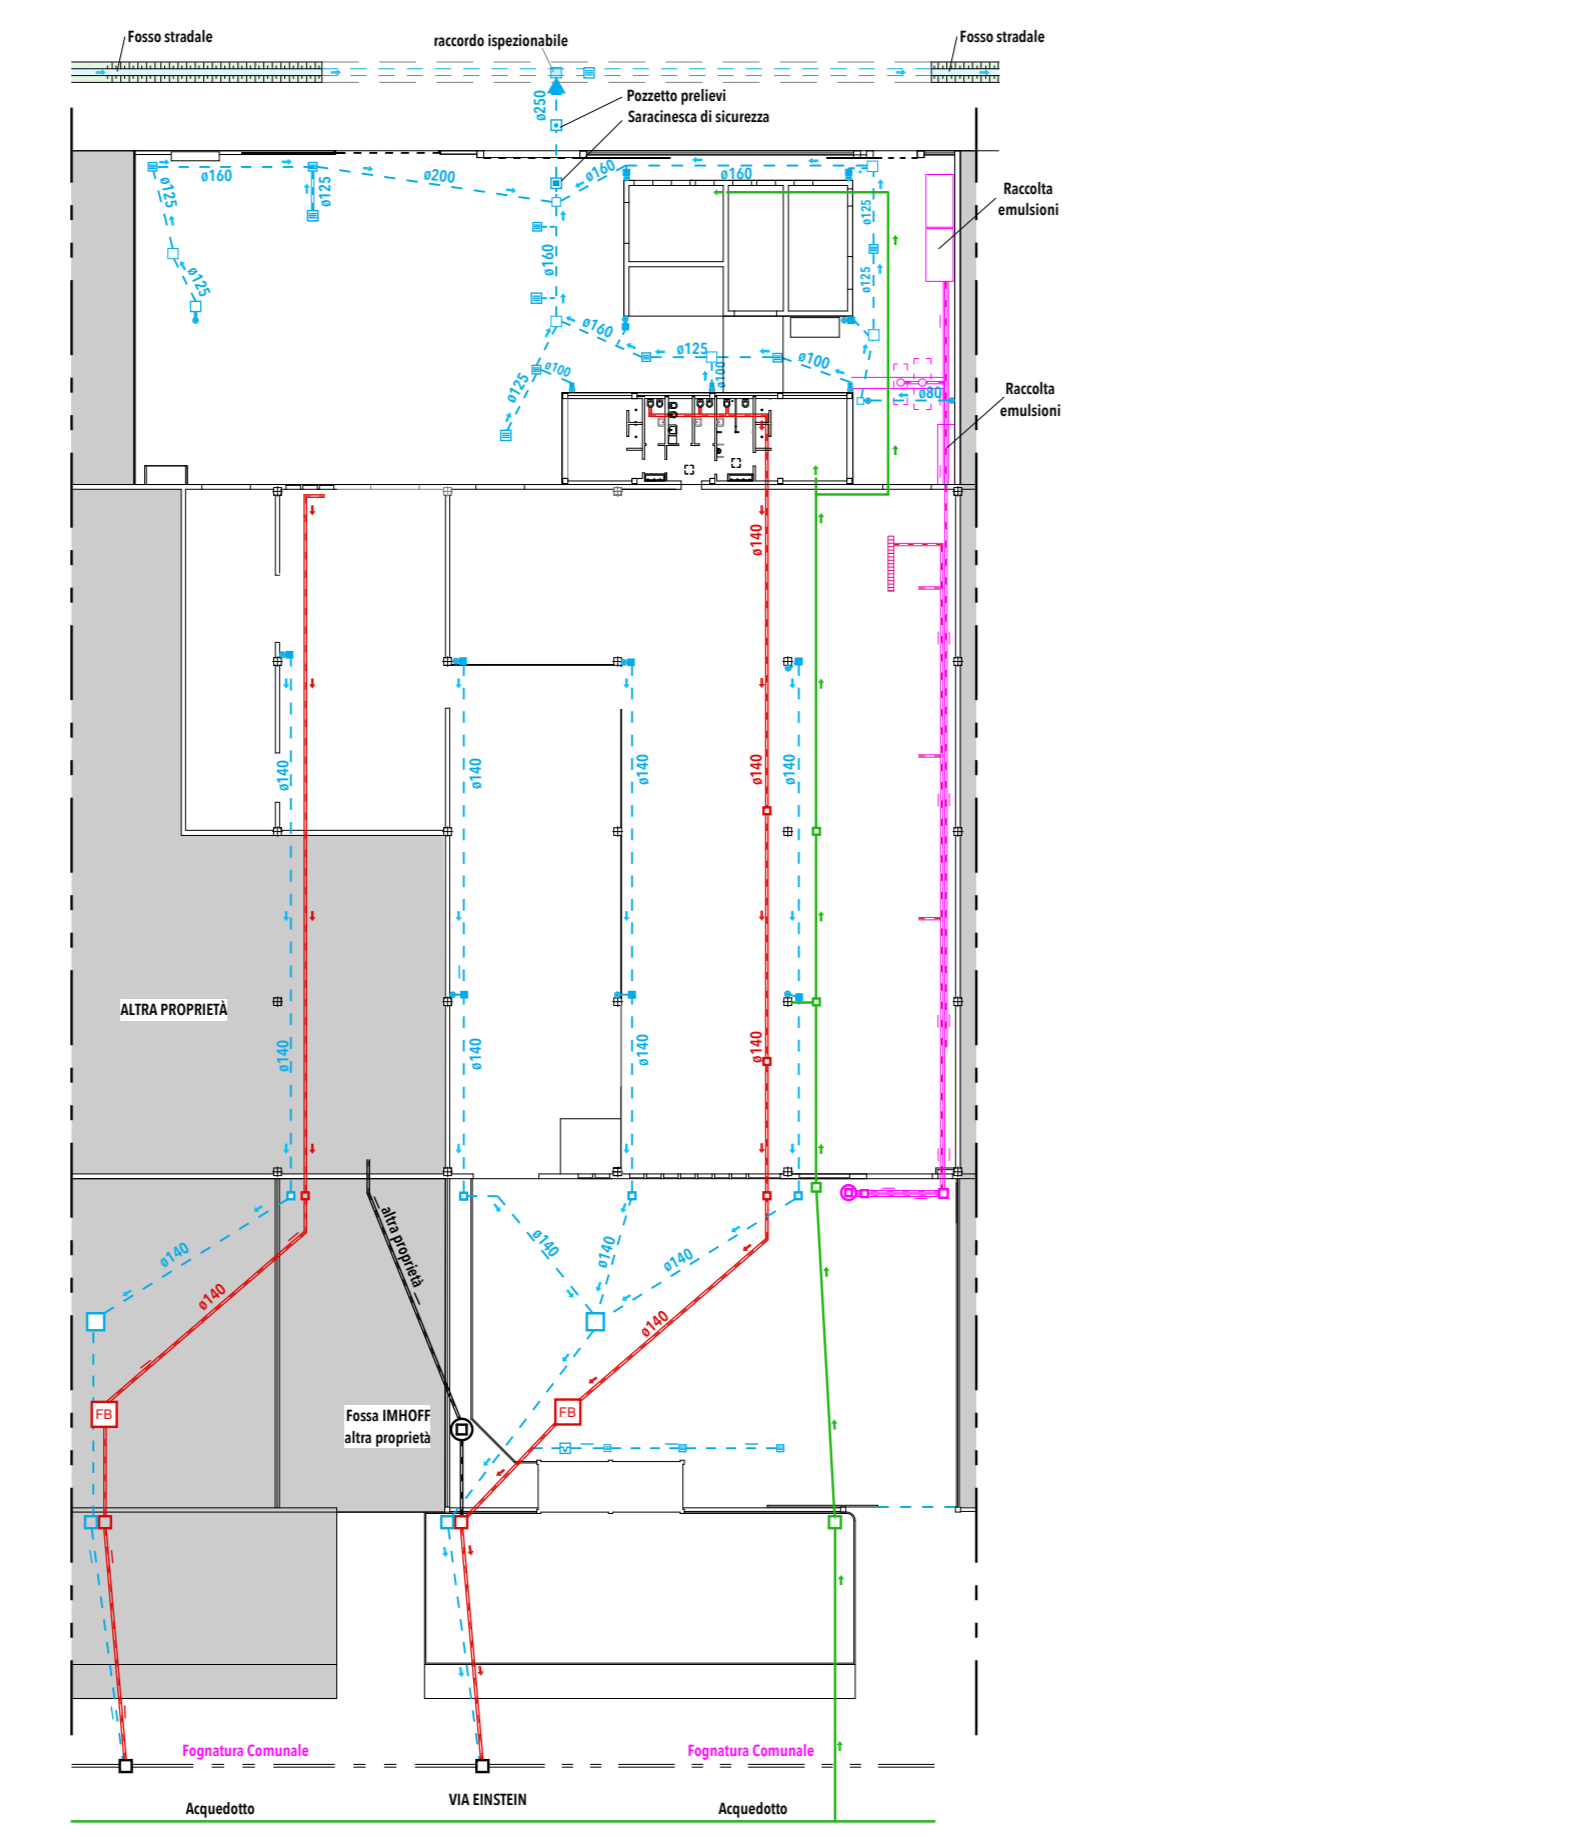 Fosso stradale
raccordo ispezionabile
Fosso stradale
ø250
Pozzetto prelievi
Saracinesca di sicurezza
ø160
ø200
ø160
ø160
ø125
ø125
ø125
ø160
ø125
ø125
Raccolta
emulsioni
ø160
ø125
ø100
ø100
ø100
ø125
ø80
Raccolta
emulsioni
ø140
ø140
ø140
ø140
ø140
ø140
ALTRA PROPRIETÀ
ø140
ø140
ø140
ø140
altra proprietà
ø140
ø140
ø140
ø140
ø140
ø140
FB
FB
Fossa IMHOFF
altra proprietà
V
Fognatura Comunale
Fognatura Comunale
VIA EINSTEIN
Acquedotto
Acquedotto